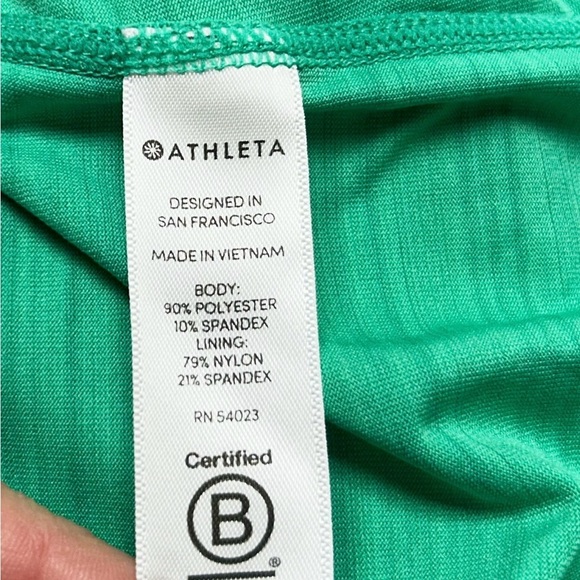 ATHLETA
DESIGNED IN
SAN FRANCISCO
MADE IN VIETNAM
BODY:
90% POLYESTER
10% SPANDEX
LINING:
79% NYLON
21% SPANDEX
RN 54023
Certified
B
®